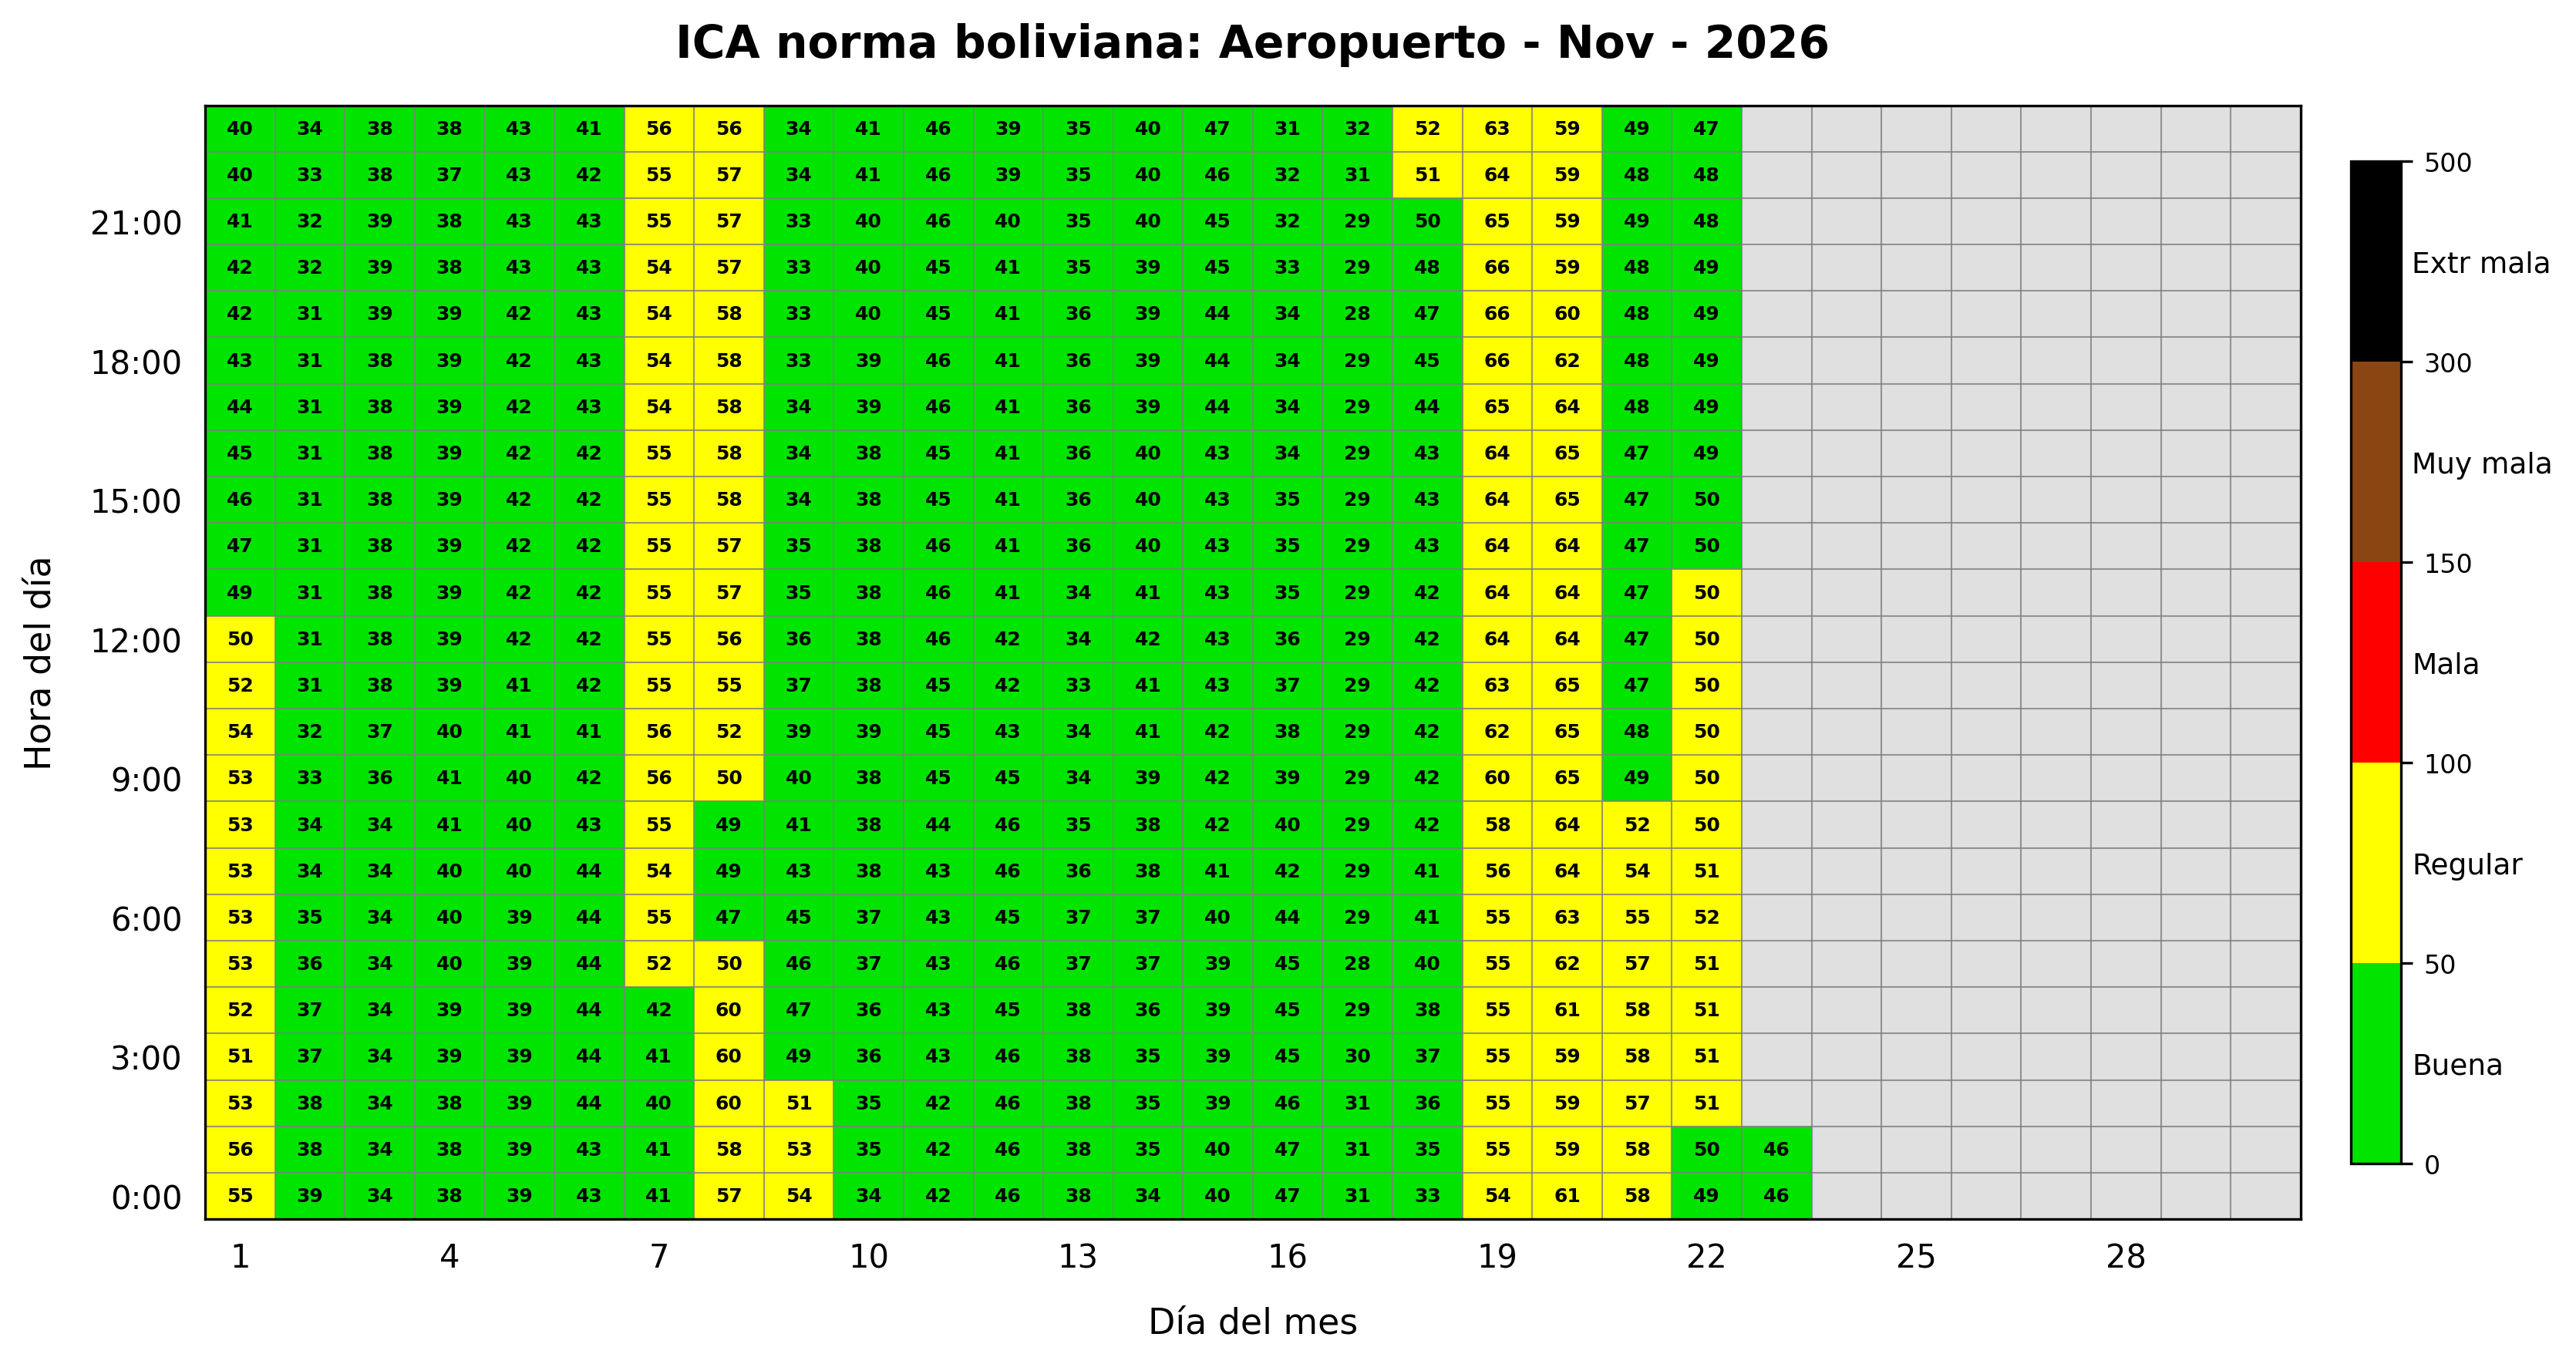 ICA norma boliviana: Aeropuerto - Nov - 2026
40 34 38 38 43 41 56 56 34 41 46 39 35 40 47 31 32 52 63 59 49 47
40 33 38 37 43 42 55 57 34 41 46 39 35 40 46 32 31 51 64 59 48 48
21:00 41 32 39 38 43 43 55 57 33 40 46 40 35 40 45 32 29 50 65 59 49 48
42 32 39 38 43 43 54 57 33 40 45 41 35 39 45 33 29 48 66 59 48 49
42 31 39 39 42 43 54 58 33 40 45 41 36 39 44 34 28 47 66 60 48 49
18:00 43 31 38 39 42 43 54 58 33 39 46 41 36 39 44 34 29 45 66 62 48 49
44 31 38 39 42 43 54 58 34 39 46 41 36 39 44 34 29 44 65 64 48 49
45 31 38 39 42 42 55 58 34 38 45 41 36 40 43 34 29 43 64 65 47 49
15:00 46 31 38 39 42 42 55 58 34 38 45 41 36 40 43 35 29 43 64 65 47 50
47 31 38 39 42 42 55 57 35 38 46 41 36 40 43 35 29 43 64 64 47 50
49 31 38 39 42 42 55 57 35 38 46 41 34 41 43 35 29 42 64 64 47 50
12:00 50 31 38 39 42 42 55 56 36 38 46 42 34 42 43 36 29 42 64 64 47 50
52 31 38 39 41 42 55 55 37 38 45 42 33 41 43 37 29 42 63 65 47 50
54 32 37 40 41 41 56 52 39 39 45 43 34 41 42 38 29 42 62 65 48 50
9:00 53 33 36 41 40 42 56 50 40 38 45 45 34 39 42 39 29 42 60 65 49 50
53 34 34 41 40 43 55 49 41 38 44 46 35 38 42 40 29 42 58 64 52 50
53 34 34 40 40 44 54 49 43 38 43 46 36 38 41 42 29 41 56 64 54 51
6:00 53 35 34 40 39 44 55 47 45 37 43 45 37 37 40 44 29 41 55 63 55 52
53 36 34 40 39 44 52 50 46 37 43 46 37 37 39 45 28 40 55 62 57 51
52 37 34 39 39 44 42 60 47 36 43 45 38 36 39 45 29 38 55 61 58 51
3:00 51 37 34 39 39 44 41 60 49 36 43 46 38 35 39 45 30 37 55 59 58 51
53 38 34 38 39 44 40 60 51 35 42 46 38 35 39 46 31 36 55 59 57 51
56 38 34 38 39 43 41 58 53 35 42 46 38 35 40 47 31 35 55 59 58 50 46
0:00 55 39 34 38 39 43 41 57 54 34 42 46 38 34 40 47 31 33 54 61 58 49 46
1 4 7 10 13 16 19 22 25 28
Día del mes
Hora del día
500
Extr mala
300
Muy mala
150
Mala
100
Regular
50
Buena
0